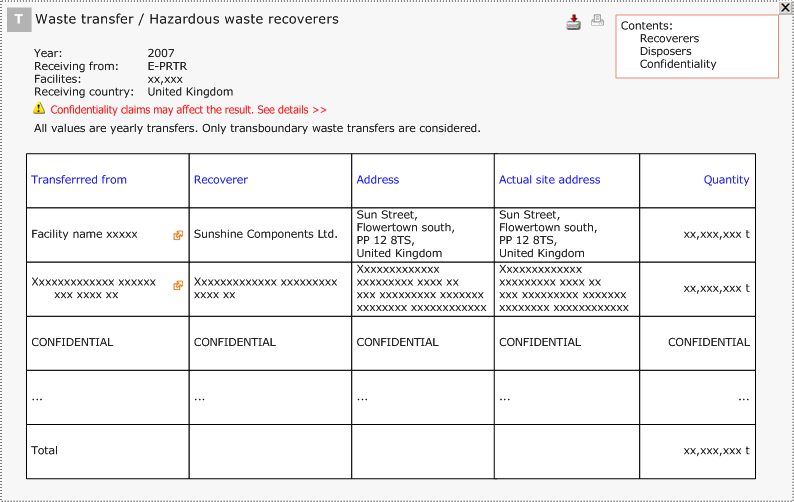 T Waste transfer / Hazardous waste recoverers
Contents:
Recoverers
Disposers
Confidentiality
Year: 2007
Receiving from: E-PRTR
Facilites: xx,xxx
Receiving country: United Kingdom
Confidentiality claims may affect the result. See details >>
All values are yearly transfers. Only transboundary waste transfers are considered.
Transferrred from Recoverer Address Actual site address Quantity
Facility name xxxxx
Sunshine Components Ltd.
Sun Street,
Flowertown south,
PP 12 8TS,
United Kingdom
Sun Street,
Flowertown south,
PP 12 8TS,
United Kingdom
xx,xxx,xxx t
Xxxxxxxxxxxxx xxxxxx
xxx xxxx xx
Xxxxxxxxxxxxx xxxxxxxxx
xxxx xx
Xxxxxxxxxxxxx
xxxxxxxxx xxxx xx
xxx xxxxxxxxx xxxxxxx
xxxxxxxx xxxxxxxxxxxx
Xxxxxxxxxxxxx
xxxxxxxxx xxxx xx
xxx xxxxxxxxx xxxxxxx
xxxxxxxx xxxxxxxxxxxx
xx,xxx,xxx t
CONFIDENTIAL CONFIDENTIAL CONFIDENTIAL CONFIDENTIAL CONFIDENTIAL
... ... ... ... ...
Total xx,xxx,xxx t